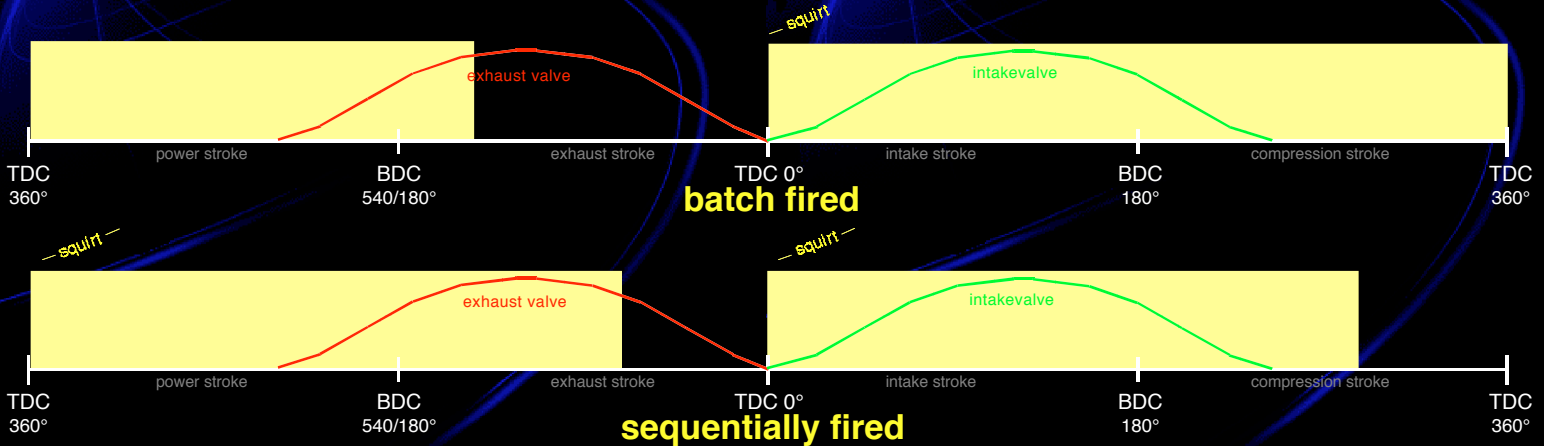 — squirt
exhaust valve
intakevalve
power stroke exhaust stroke intake stroke compression stroke
TDC BDC TDC 0° BDC TDC
360° 540/180° 180° 360°
batch fired
— squirt — — squirt —
exhaust valve intakevalve
power stroke exhaust stroke intake stroke compression stroke
TDC BDC TDC 0° BDC TDC
360° 540/180° 180° 360°
sequentially fired